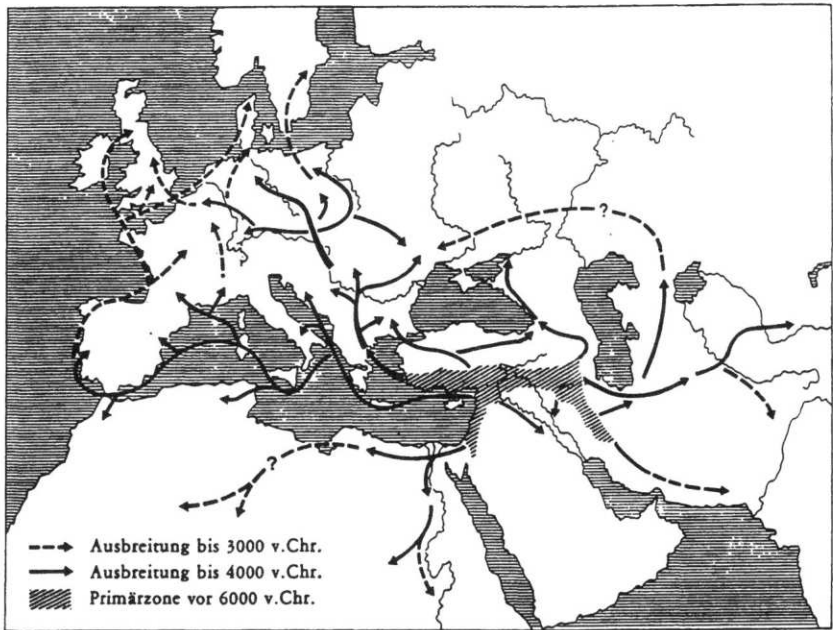 ?
?
Ausbreitung bis 3000 v.Chr.
Ausbreitung bis 4000 v.Chr.
Primärzone vor 6000 v.Chr.